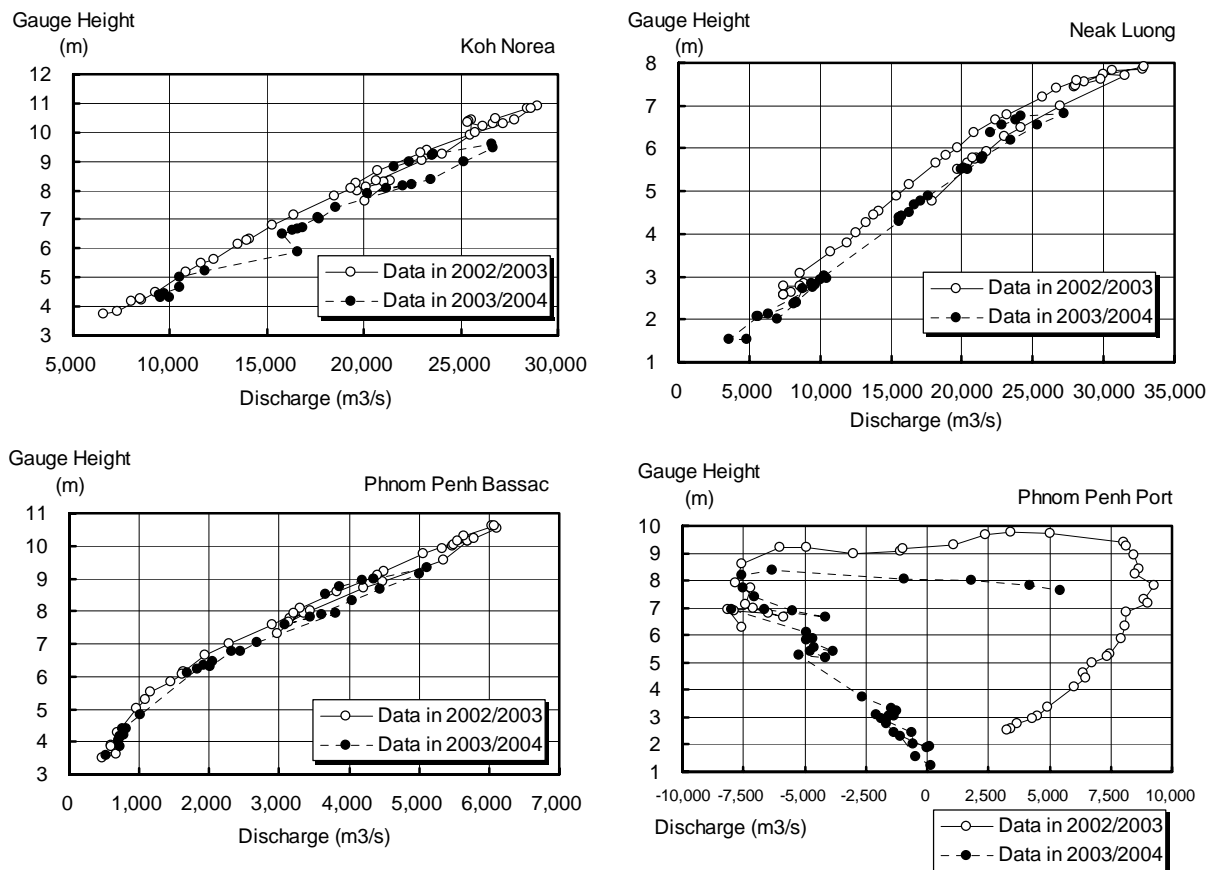 Gauge Height
(m)
Koh Norea
12
11
10
9
8
7
6
5
4
3
5,000 10,000 15,000 20,000 25,000 30,000
Discharge (m3/s)
Data in 2002/2003
Data in 2003/2004
Gauge Height
(m)
Neak Luong
8
7
6
5
4
3
2
1
0 5,000 10,000 15,000 20,000 25,000 30,000 35,000
Discharge (m3/s)
Data in 2002/2003
Data in 2003/2004
Gauge Height
(m)
Phnom Penh Bassac
11
10
9
8
7
6
5
4
3
0 1,000 2,000 3,000 4,000 5,000 6,000 7,000
Discharge (m3/s)
Data in 2002/2003
Data in 2003/2004
Gauge Height
(m)
Phnom Penh Port
10
9
8
7
6
5
4
3
2
1
-10,000 -7,500 -5,000 -2,500 0 2,500 5,000 7,500 10,000
Discharge (m3/s)
Data in 2002/2003
Data in 2003/2004